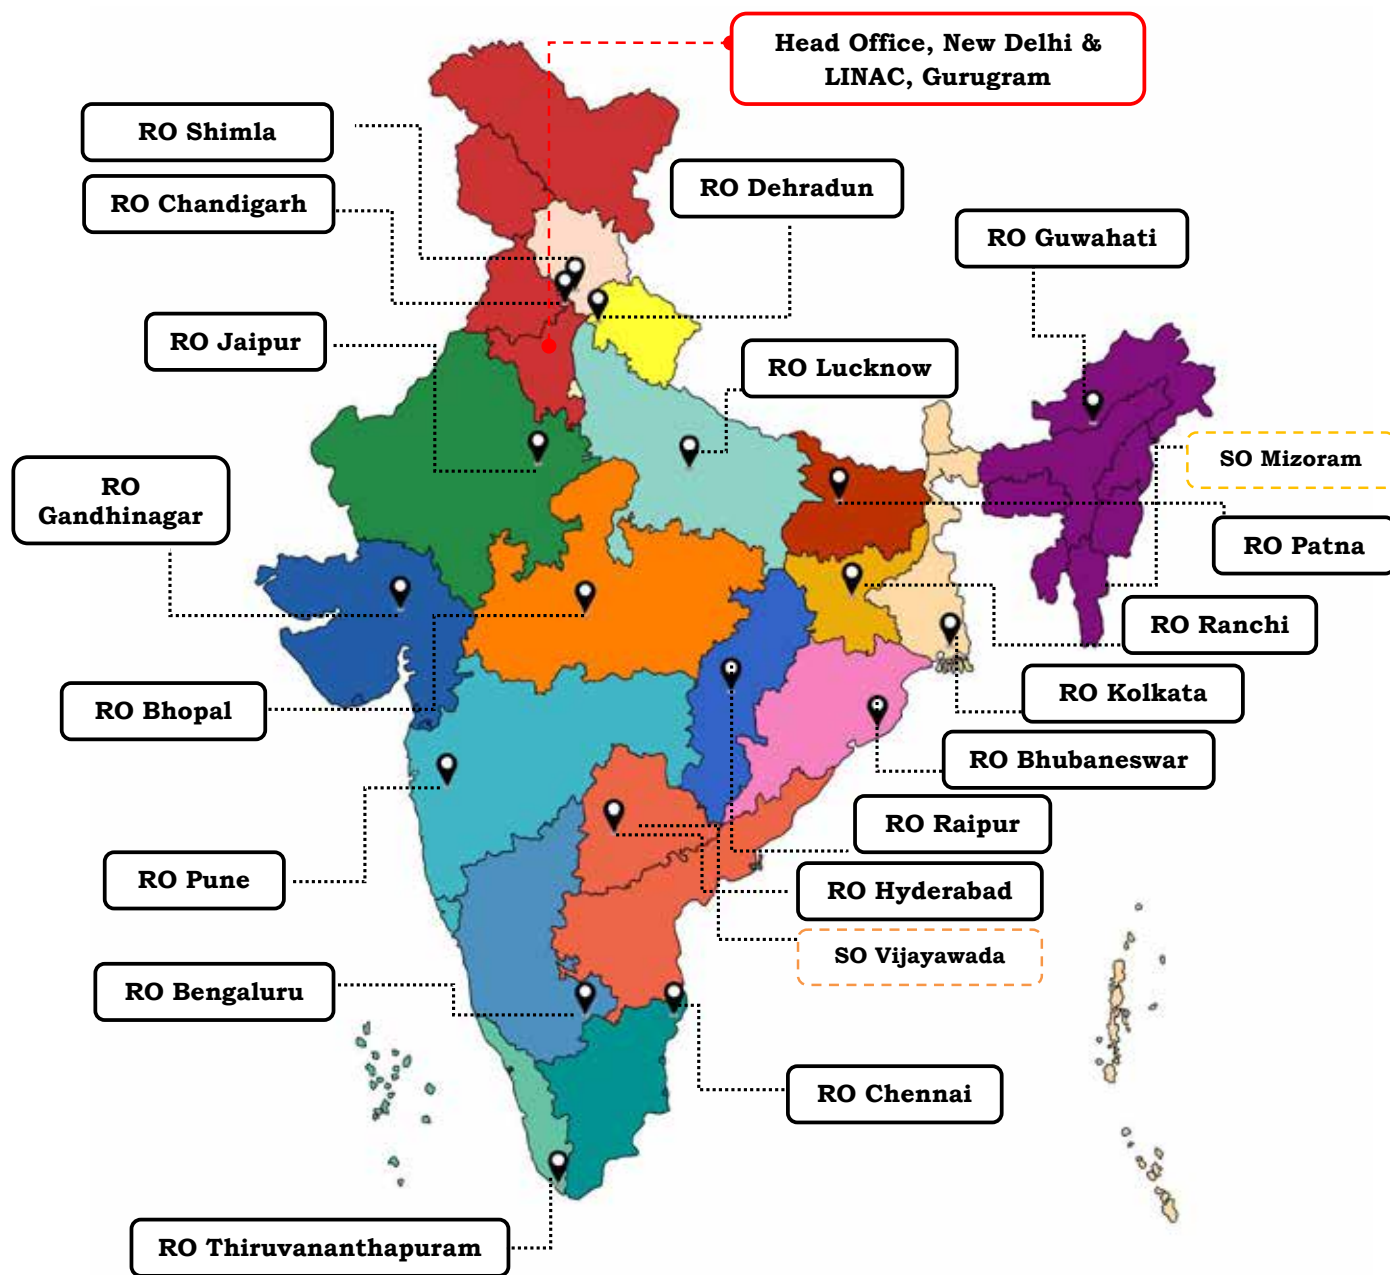 Head Office, New Delhi &
LINAC, Gurugram
RO Shimla
RO Dehradun
RO Chandigarh
RO Guwahati
RO Jaipur
RO Lucknow
SO Mizoram
RO
Gandhinagar
RO Patna
RO Ranchi
RO Kolkata
RO Bhopal
RO Bhubaneswar
RO Raipur
RO Pune
RO Hyderabad
SO Vijayawada
RO Bengaluru
RO Chennai
RO Thiruvananthapuram